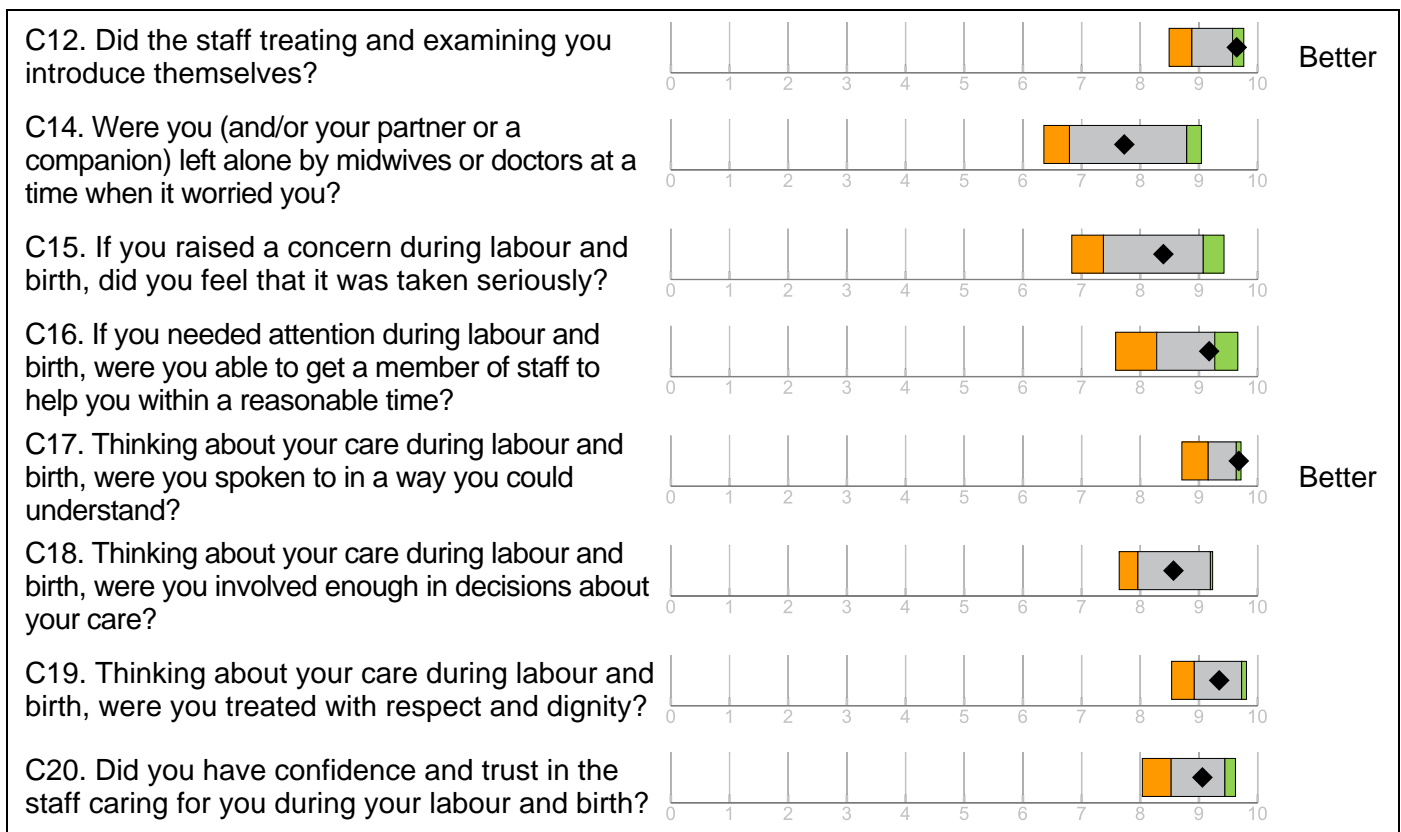 C12. Did the staff treating and examining you
introduce themselves?
Better
0 1 2 3 4 5 6 7 8 9 10
C14. Were you (and/or your partner or a
companion) left alone by midwives or doctors at a
time when it worried you?
0 1 2 3 4 5 6 7 8 9 10
C15. If you raised a concern during labour and
birth, did you feel that it was taken seriously?
0 1 2 3 4 5 6 7 8 9 10
C16. If you needed attention during labour and
birth, were you able to get a member of staff to
help you within a reasonable time?
0 1 2 3 4 5 6 7 8 9 10
C17. Thinking about your care during labour and
birth, were you spoken to in a way you could
understand?
Better
0 1 2 3 4 5 6 7 8 9 10
C18. Thinking about your care during labour and
birth, were you involved enough in decisions about
your care?
0 1 2 3 4 5 6 7 8 9 10
C19. Thinking about your care during labour and
birth, were you treated with respect and dignity?
0 1 2 3 4 5 6 7 8 9 10
C20. Did you have confidence and trust in the
staff caring for you during your labour and birth?
0 1 2 3 4 5 6 7 8 9 10